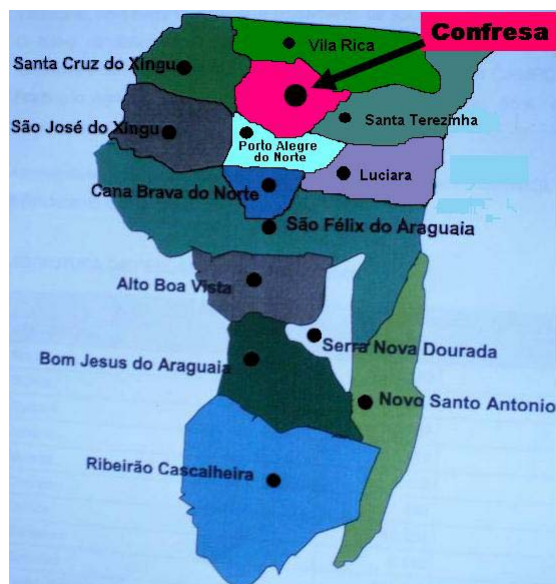 Confresa
Vila Rica
Santa Cruz do Xingu
Santa Terezinha
São José do Xingu
Porto Alegre
do Norte
Luciara
Cana Brava do Norte
São Félix do Araguaia
Alto Boa Vista
Serra Nova Dourada
Bom Jesus do Araguaia
Novo Santo Antonio
Ribeirão Cascalheira